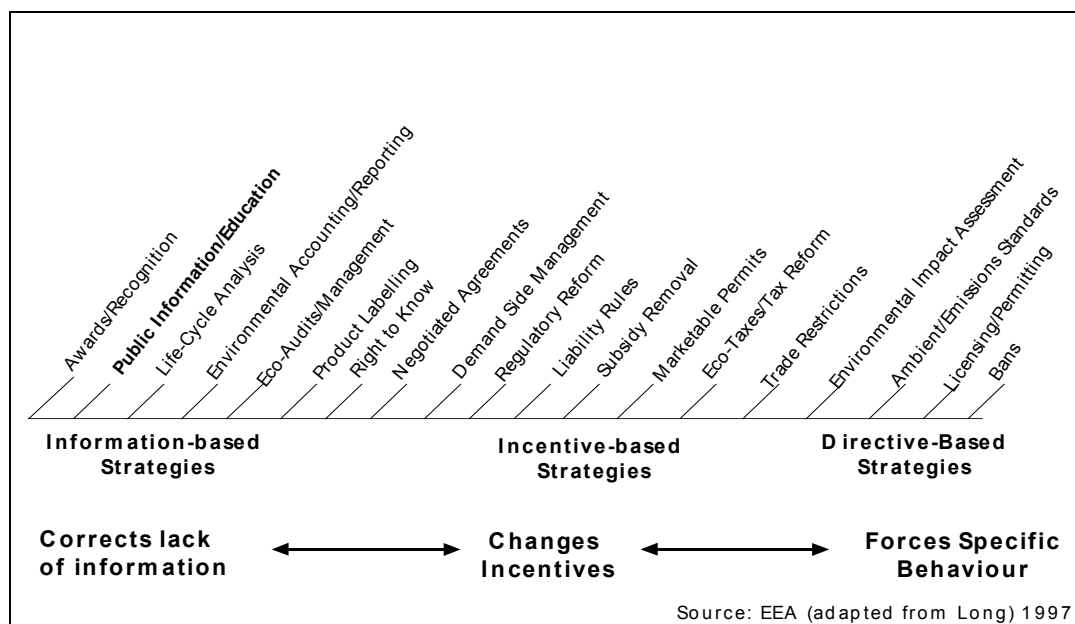 Awards/Recognition
Public Information/Education
Life-Cycle Analysis
Environmental Accounting/Reporting
Eco-Audits/Management
Product Labelling
Right to Know
Negotiated Agreements
Demand Side Management
Regulatory Reform
Liability Rules
Subsidy Removal
Marketable Permits
Eco-Taxes/Tax Reform
Trade Restrictions
Environmental Impact Assessment
Ambient/Emissions Standards
Licensing/Permitting
Bans
Information-based
Strategies
Incentive-based
Strategies
Directive-Based
Strategies
Corrects lack
of information
Changes
Incentives
Forces Specific
Behaviour
Source: EEA (adapted from Long) 1997